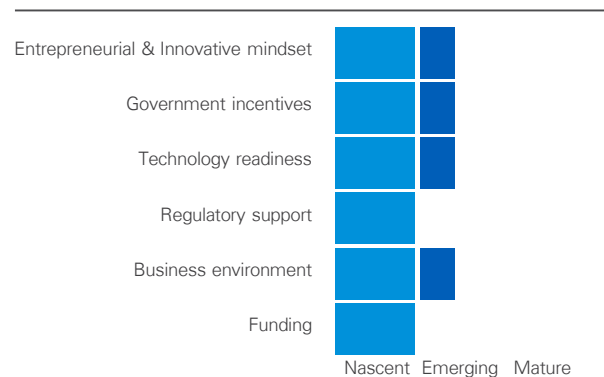 Entrepreneurial & Innovative mindset
Government incentives
Technology readiness
Regulatory support
Business environment
Funding
Nascent Emerging Mature